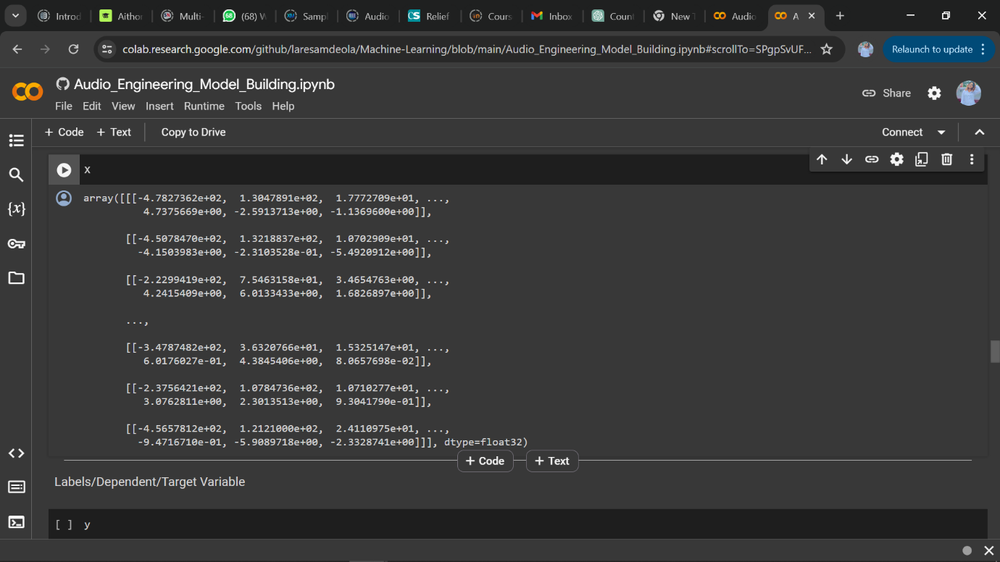 Introd
Aithor
Multi-
(68) W
Sampl
Audio
Relief
Cours
Inbox
Count
New T
Audio
A
colab.research.google.com/github/laresamdeola/Machine-Learning/blob/main/Audio_Engineering_Model_Building.ipynb#scrollTo=SPgpSvUF...
Relaunch to update
Audio_Engineering_Model_Building.ipynb
File Edit View Insert Runtime Tools Help
Share
+ Code + Text Copy to Drive
Connect
X
array([[[-4.7827362e+02, 1.3047891e+02, 1.7772709e+01, ...,
4.7375669e+00, -2.5913713e+00, -1.1369600e+00]],
[[-4.5078470e+02, 1.3218837e+02, 1.0702909e+01, ...,
-4.1503983e+00, -2.3103528e-01, -5.4920912e+00]],
[[-2.2299419e+02, 7.5463158e+01, 3.4654763e+00, ...,
4.2415409e+00, 6.0133433e+00, 1.6826897e+00]],
...,
[[-3.4787482e+02, 3.6320766e+01, 1.5325147e+01, ...,
6.0176027e-01, 4.3845406e+00, 8.0657698e-02]],
[[-2.3756421e+02, 1.0784736e+02, 1.0710277e+01, ...,
3.0762811e+00, 2.3013513e+00, 9.3041790e-01]],
[[-4.5657812e+02, 1.2121000e+02, 2.4110975e+01, ...,
-9.4716710e-01, -5.9089718e+00, -2.3328741e+00]]], dtype=float32)
+ Code + Text
Labels/Dependent/Target Variable
[ ] y